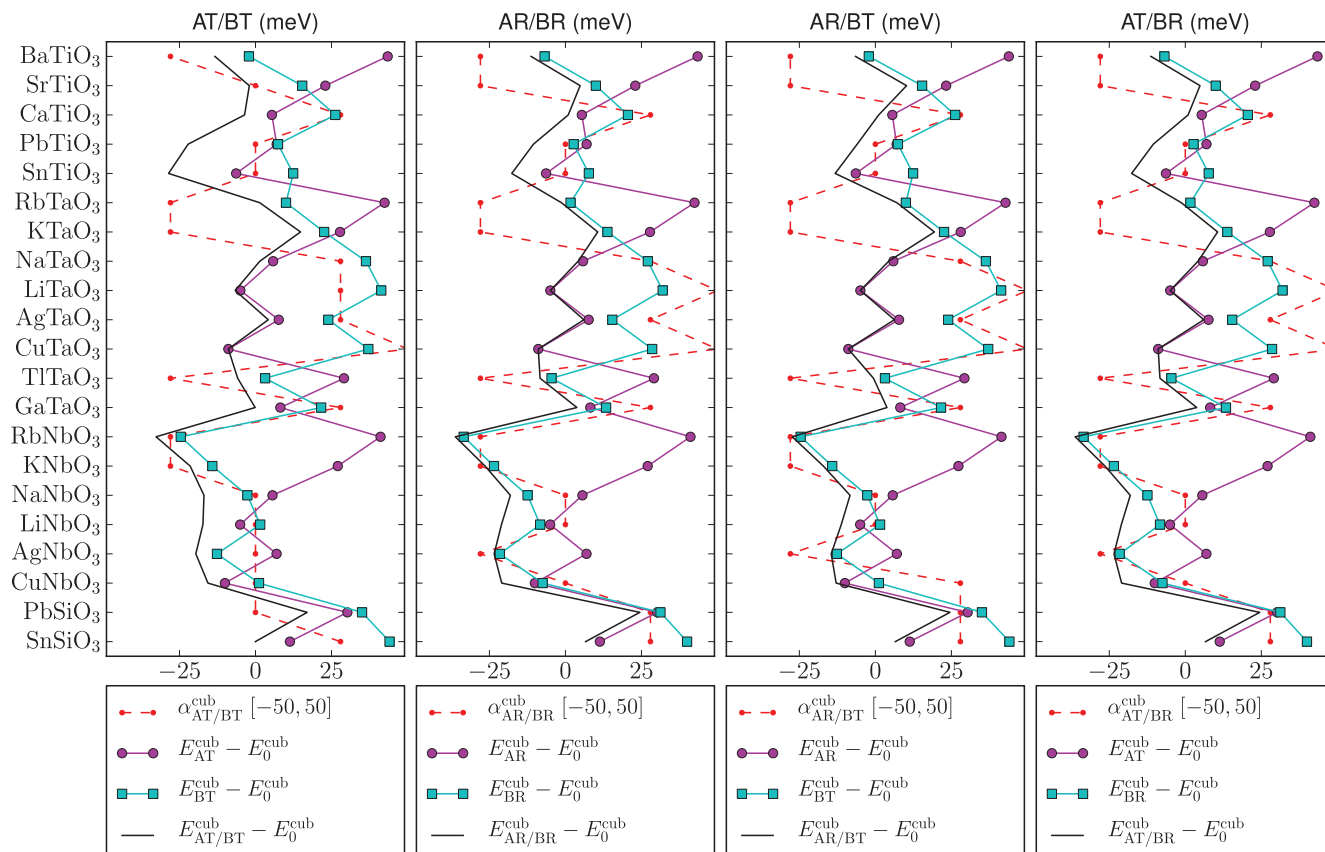 AT/BT (meV) AR/BR (meV) AR/BT (meV) AT/BR (meV)
BaTiO₃
SrTiO₃
CaTiO₃
PbTiO₃
SnTiO₃
RbTaO₃
KTaO₃
NaTaO₃
LiTaO₃
AgTaO₃
CuTaO₃
TlTaO₃
GaTaO₃
RbNbO₃
KNbO₃
NaNbO₃
LiNbO₃
AgNbO₃
CuNbO₃
PbSiO₃
SnSiO₃
−25 0 25 −25 0 25 −25 0 25 −25 0 25
α^cub_AT/BT [−50, 50] α^cub_AR/BR [−50, 50] α^cub_AR/BT [−50, 50] α^cub_AT/BR [−50, 50]
E^cub_AT − E^cub_0 E^cub_AR − E^cub_0 E^cub_AR − E^cub_0 E^cub_AT − E^cub_0
E^cub_BT − E^cub_0 E^cub_BR − E^cub_0 E^cub_BT − E^cub_0 E^cub_BR − E^cub_0
E^cub_AT/BT − E^cub_0 E^cub_AR/BR − E^cub_0 E^cub_AR/BT − E^cub_0 E^cub_AT/BR − E^cub_0